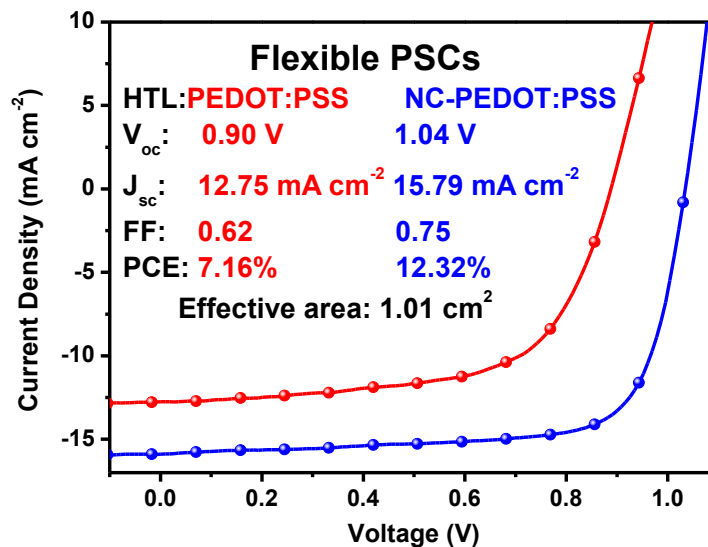 Flexible PSCs
HTL:PEDOT:PSS NC-PEDOT:PSS
Voc: 0.90 V 1.04 V
Jsc: 12.75 mA cm-2 15.79 mA cm-2
FF: 0.62 0.75
PCE: 7.16% 12.32%
Effective area: 1.01 cm2
Current Density (mA cm-2)
10
5
0
-5
-10
-15
0.0 0.2 0.4 0.6 0.8 1.0
Voltage (V)